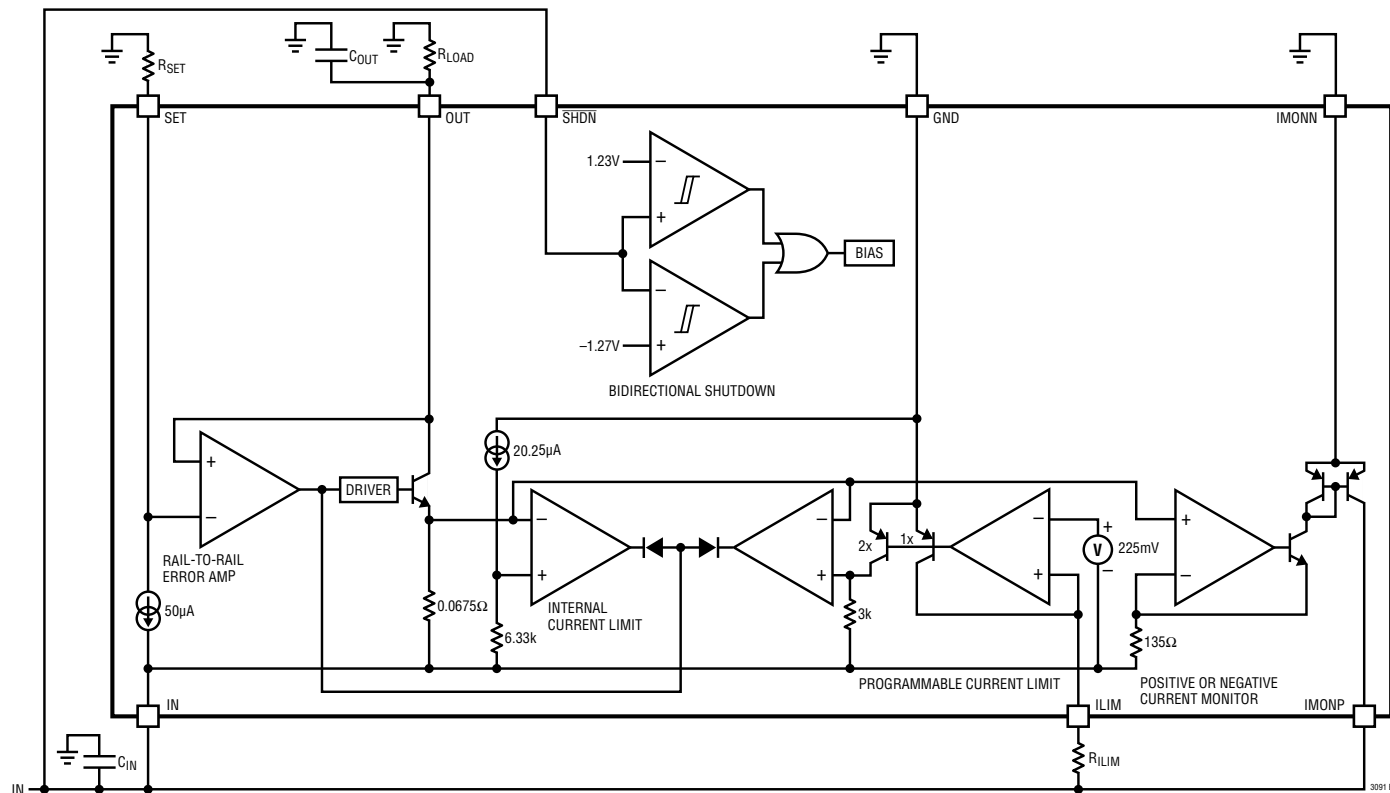 RSET
COUT
RLOAD
SET
OUT
SHDN
GND
IMONN
1.23V
–
+
–
–1.27V
+
BIAS
BIDIRECTIONAL SHUTDOWN
+
–
RAIL-TO-RAIL
ERROR AMP
DRIVER
20.25µA
–
+
INTERNAL
CURRENT LIMIT
–
+
2x
1x
–
+
+
V
–
225mV
+
–
50µA
0.0675Ω
6.33k
3k
135Ω
PROGRAMMABLE CURRENT LIMIT
POSITIVE OR NEGATIVE
CURRENT MONITOR
IN
ILIM
IMONP
CIN
RILIM
IN
3091